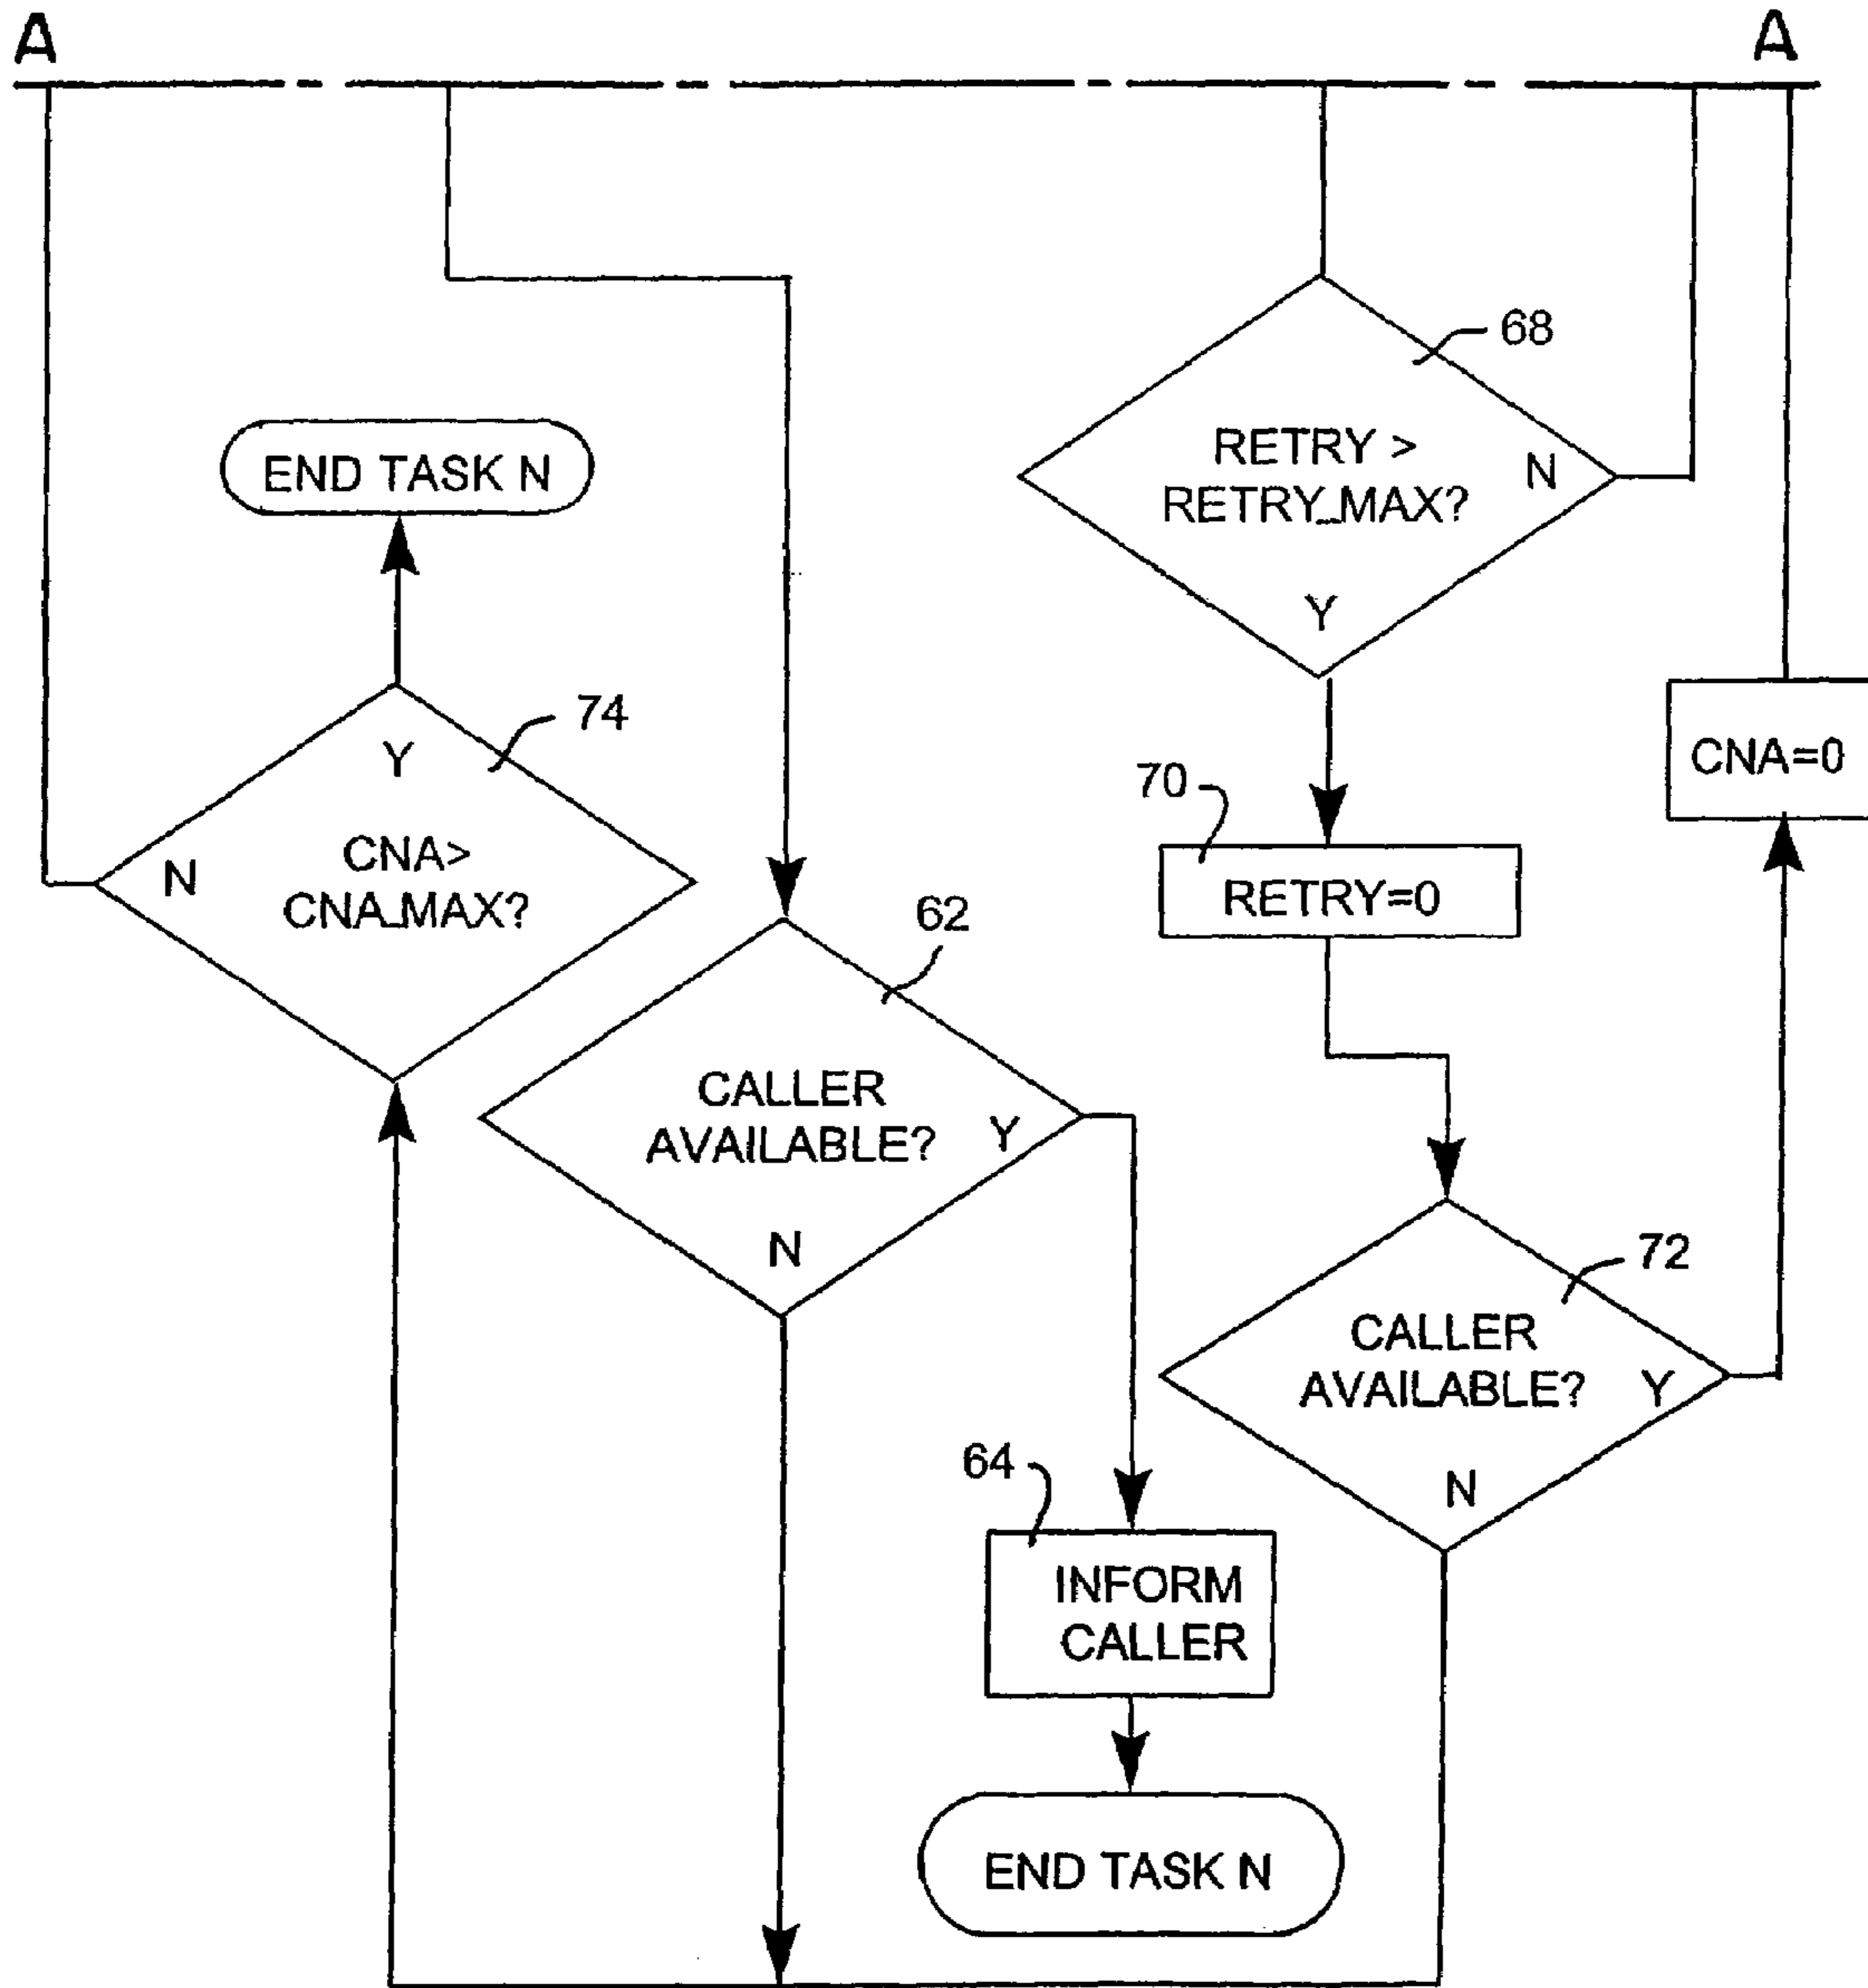 A
A
68
RETRY >
RETRY_MAX?
N
Y
END TASK N
74
Y
CNA>
CNA_MAX?
N
CNA=0
70
RETRY=0
62
CALLER
AVAILABLE?
Y
N
72
CALLER
AVAILABLE?
Y
N
64
INFORM
CALLER
END TASK N